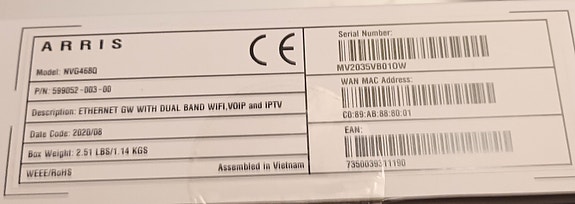 ARRIS
Model: NVG468Q
P/N: 599052-003-00
Description: ETHERNET GW WITH DUAL BAND WIFI,VOIP and IPTV
Date Code: 2020/08
Box Weight: 2.51 LBS/1.14 KGS
WEEE/RoHS
Assembled in Vietnam
CE
Serial Number:
MV2035VB010W
WAN MAC Address:
C0:89:AB:88:80:01
EAN:
7350039311190